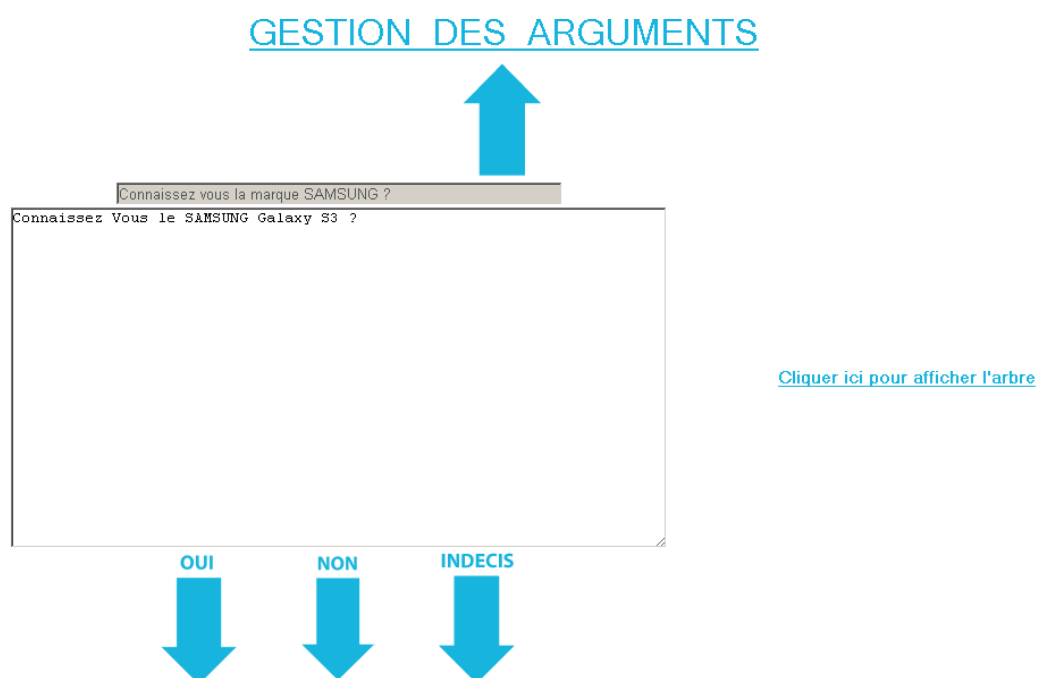 GESTION DES ARGUMENTS
Connaissez vous la marque SAMSUNG ?
Connaissez Vous le SAMSUNG Galaxy S3 ?
Cliquer ici pour afficher l'arbre
OUI NON INDECIS